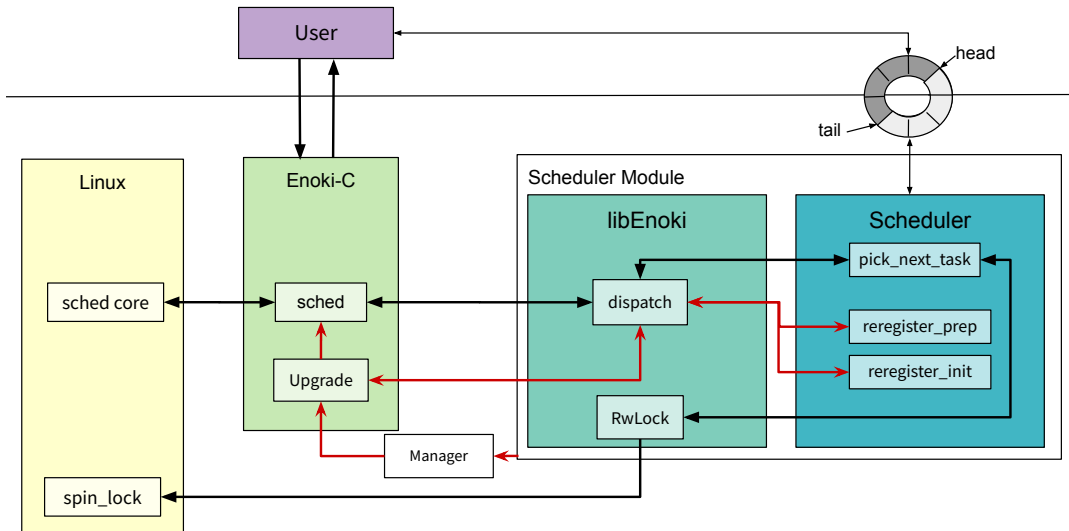 User
head
tail
Linux
Enoki-C
Scheduler Module
libEnoki
Scheduler
pick_next_task
sched core
sched
dispatch
reregister_prep
Upgrade
reregister_init
RwLock
Manager
spin_lock